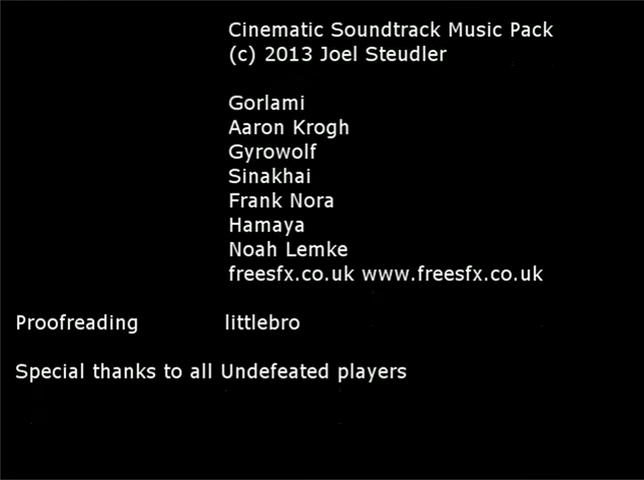 Cinematic Soundtrack Music Pack
(c) 2013 Joel Steudler
Gorlami
Aaron Krogh
Gyrowolf
Sinakhai
Frank Nora
Hamaya
Noah Lemke
freesfx.co.uk www.freesfx.co.uk
Proofreading littlebro
Special thanks to all Undefeated players